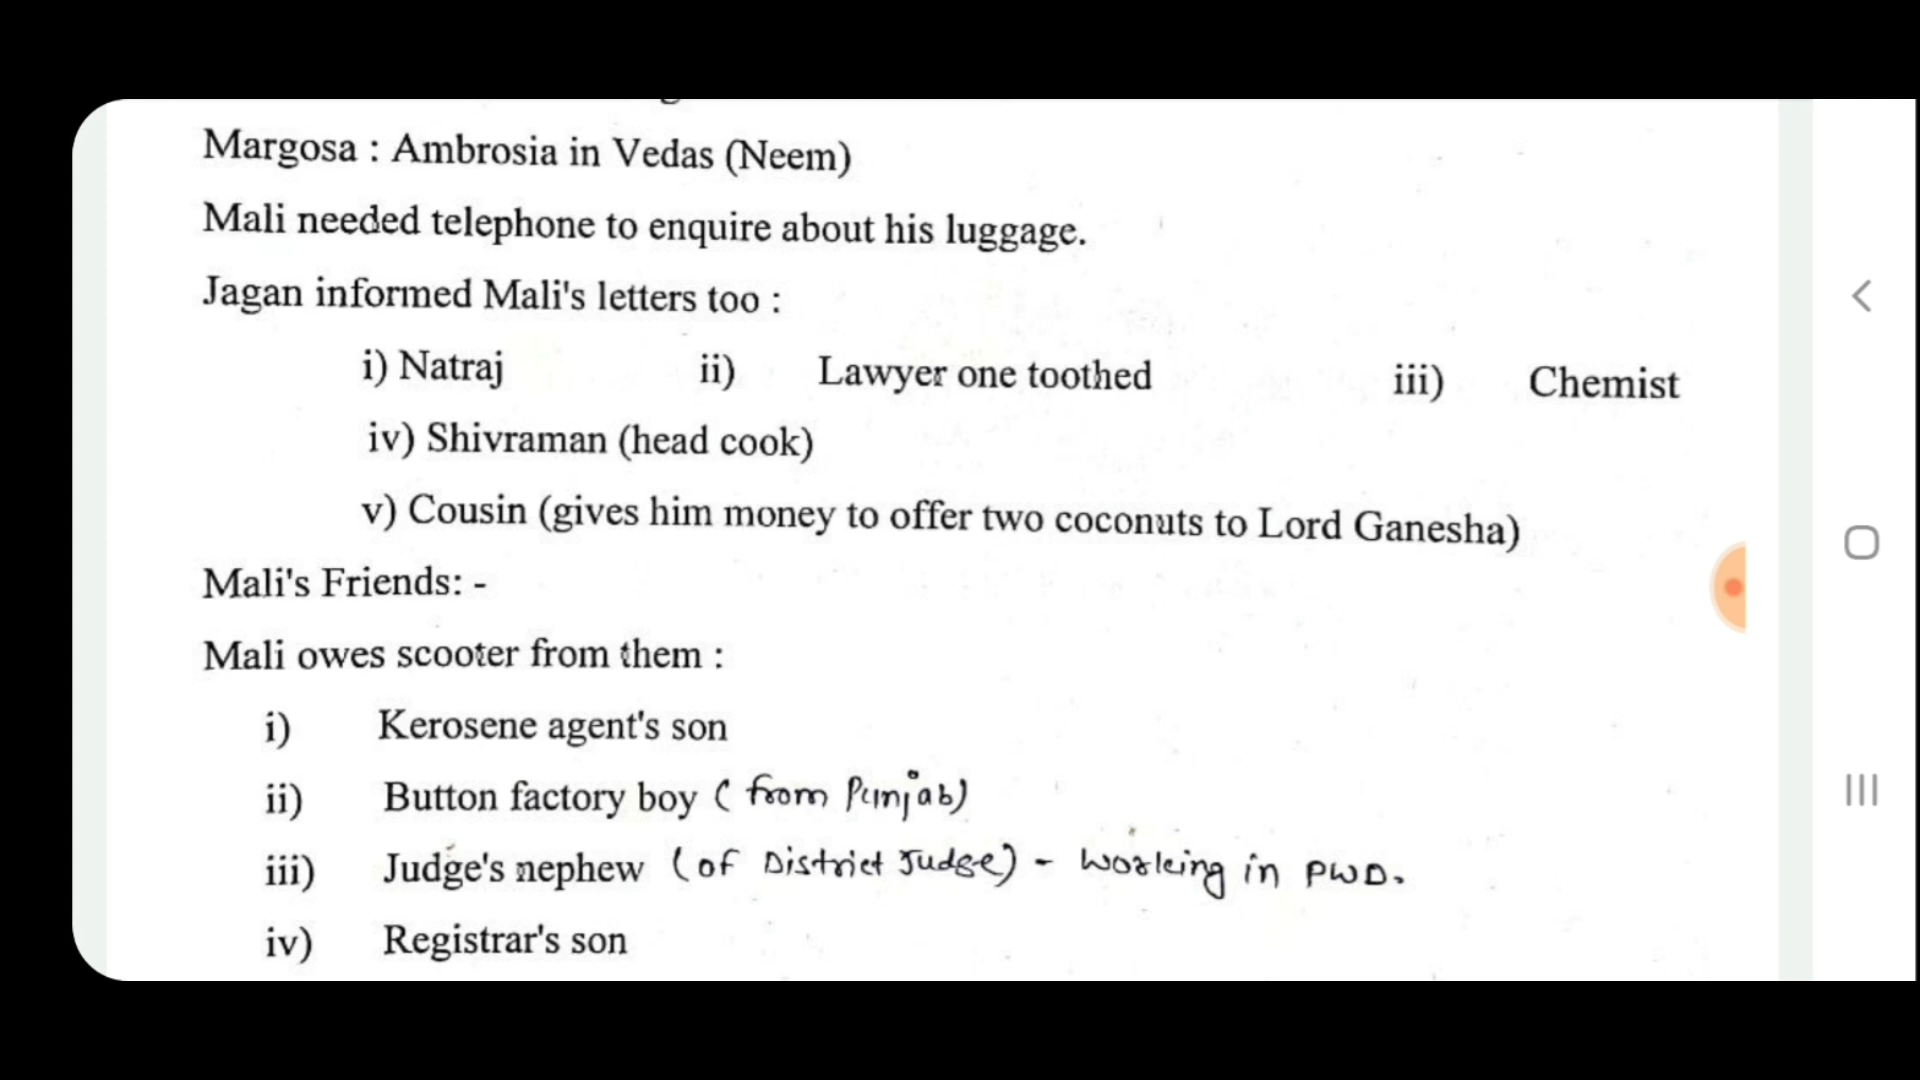 Margosa : Ambrosia in Vedas (Neem)
Mali needed telephone to enquire about his luggage.
Jagan informed Mali's letters too :
i) Natraj ii) Lawyer one toothed iii) Chemist
iv) Shivraman (head cook)
v) Cousin (gives him money to offer two coconuts to Lord Ganesha)
Mali's Friends: -
Mali owes scooter from them :
i) Kerosene agent's son
ii) Button factory boy ( from Punjab)
iii) Judge's nephew (of District Judge) - working in PWD.
iv) Registrar's son